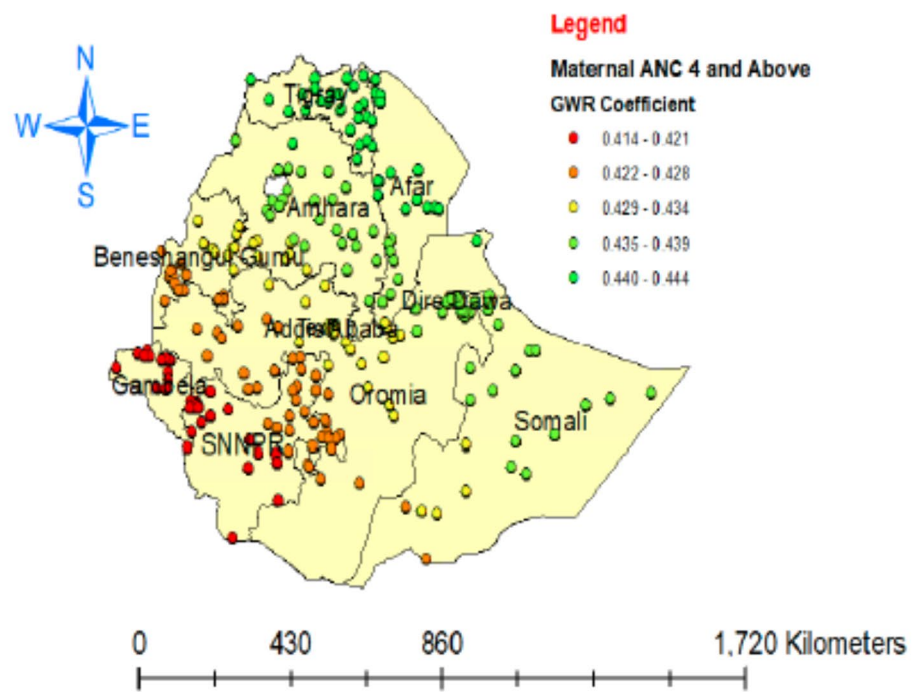 Legend
Maternal ANC 4 and Above
GWR Coefficient
0.414 - 0.421
0.422 - 0.428
0.429 - 0.434
0.435 - 0.439
0.440 - 0.444
N
W
E
S
Tigray
Afar
Amhara
Beneshangul Gumu
Dire Dawa
Addis Ababa
Gambela
Oromia
SNNPR
Somali
0 430 860 1,720 Kilometers